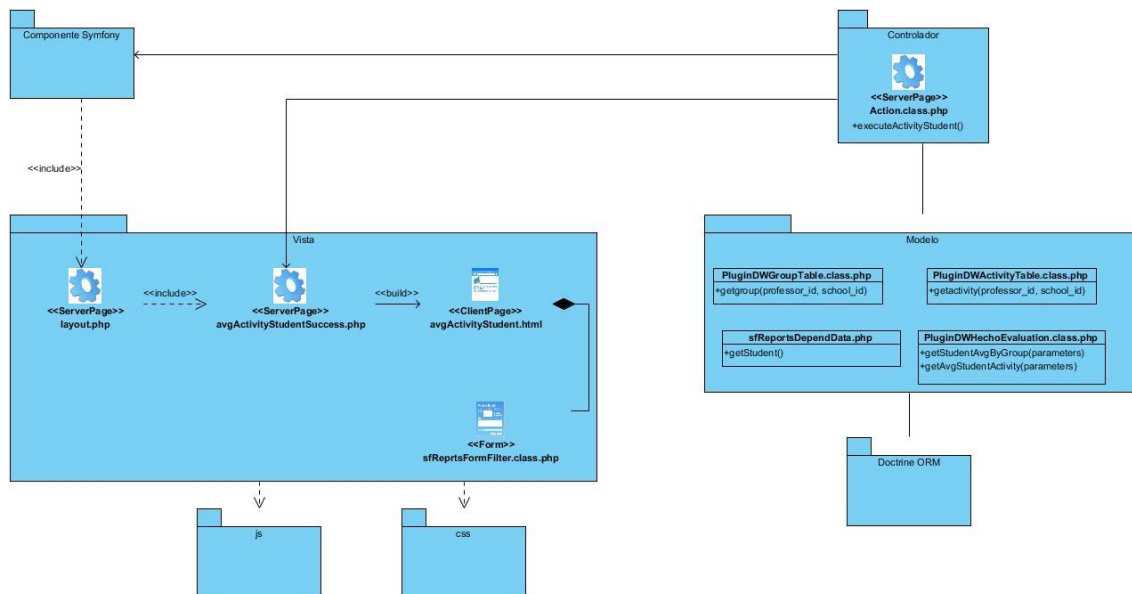 Componente Symfony
Controlador
<<ServerPage>>
Action.class.php
+executeActivityStudent()
<<include>>
Vista
<<ServerPage>>
layout.php
<<include>>
<<ServerPage>>
avgActivityStudentSuccess.php
<<build>>
<<ClientPage>>
avgActivityStudent.html
<<Form>>
sfReprtsFormFilter.class.php
Modelo
PluginDWGroupTable.class.php
+getgroup(professor_id, school_id)
PluginDWActivityTable.class.php
+getactivity(professor_id, school_id)
sfReportsDependData.php
+getStudent()
PluginDWHechoEvaluation.class.php
+getStudentAvgByGroup(parameters)
+getAvgStudentActivity(parameters)
Doctrine ORM
js
css